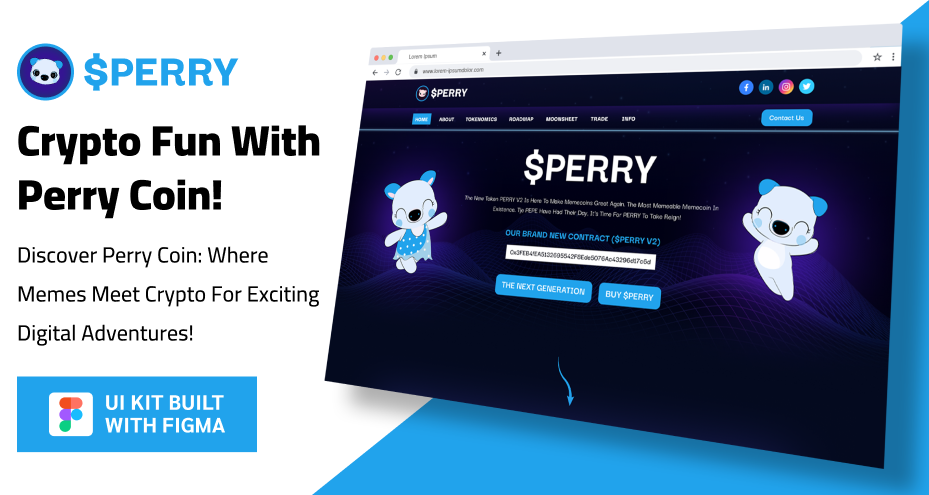 $PERRY
Crypto Fun With
Perry Coin!
Discover Perry Coin: Where
Memes Meet Crypto For Exciting
Digital Adventures!
UI KIT BUILT
WITH FIGMA
Lorem Ipsum
www.lorem-ipsumdolor.com
$PERRY
HOME ABOUT TOKENOMICS ROADMAP MOONSHEET TRADE INFO
Contact Us
$PERRY
The New Token PERRY V2 Is Here To Make Memecoins Great Again. The Most Memeable Memecoin In
Existence. Tje PEPE Have Had Their Day, It's Time For PERRY To Take Reign!
OUR BRAND NEW CONTRACT ($PERRY V2)
THE NEXT GENERATION
BUY $PERRY